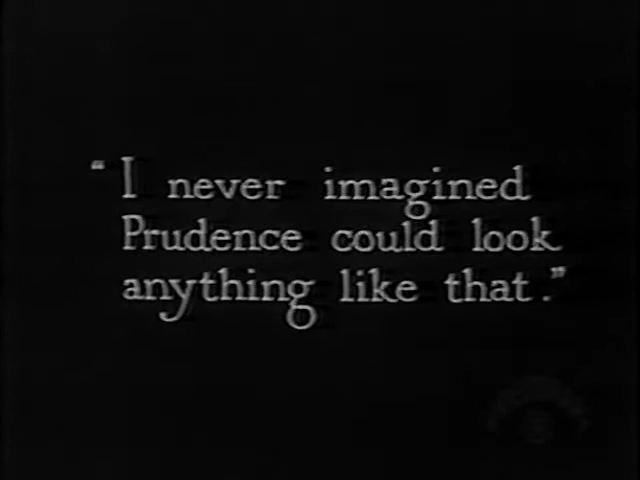 “I never imagined
Prudence could look
anything like that.”